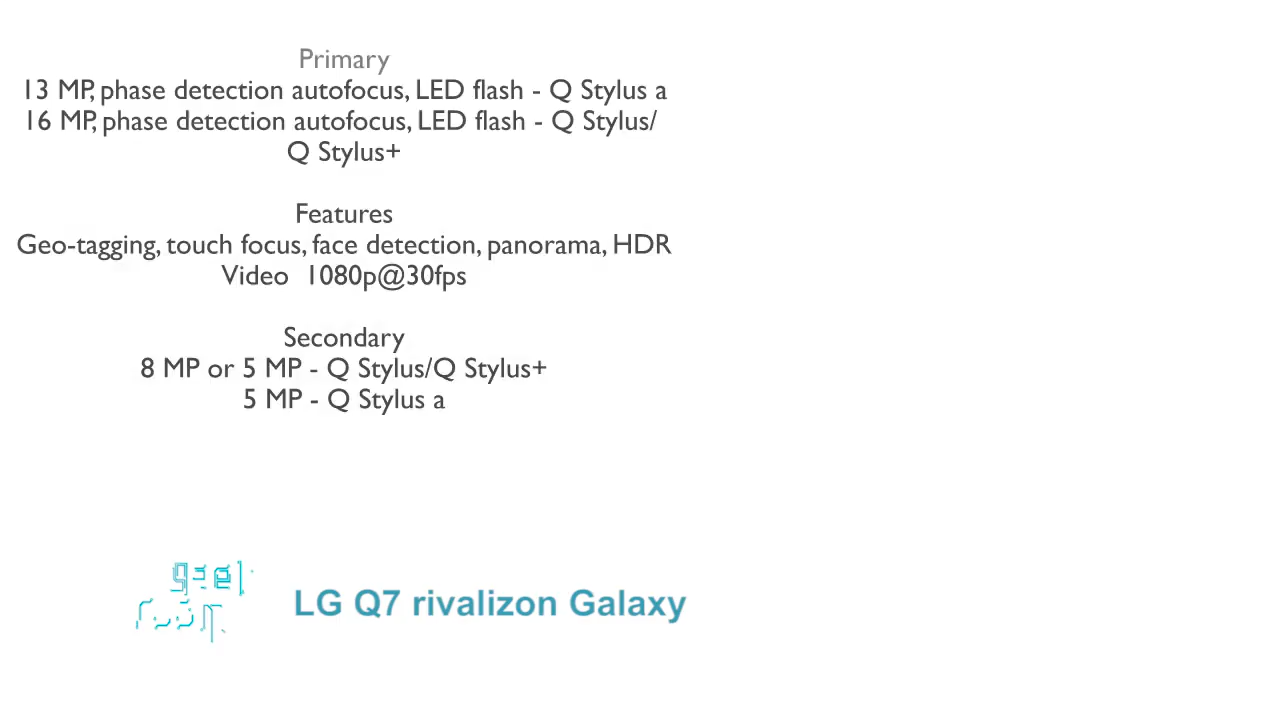 Primary
13 MP, phase detection autofocus, LED flash - Q Stylus a
16 MP, phase detection autofocus, LED flash - Q Stylus/
Q Stylus+
Features
Geo-tagging, touch focus, face detection, panorama, HDR
Video 1080p@30fps
Secondary
8 MP or 5 MP - Q Stylus/Q Stylus+
5 MP - Q Stylus a
LG Q7 rivalizon Galaxy